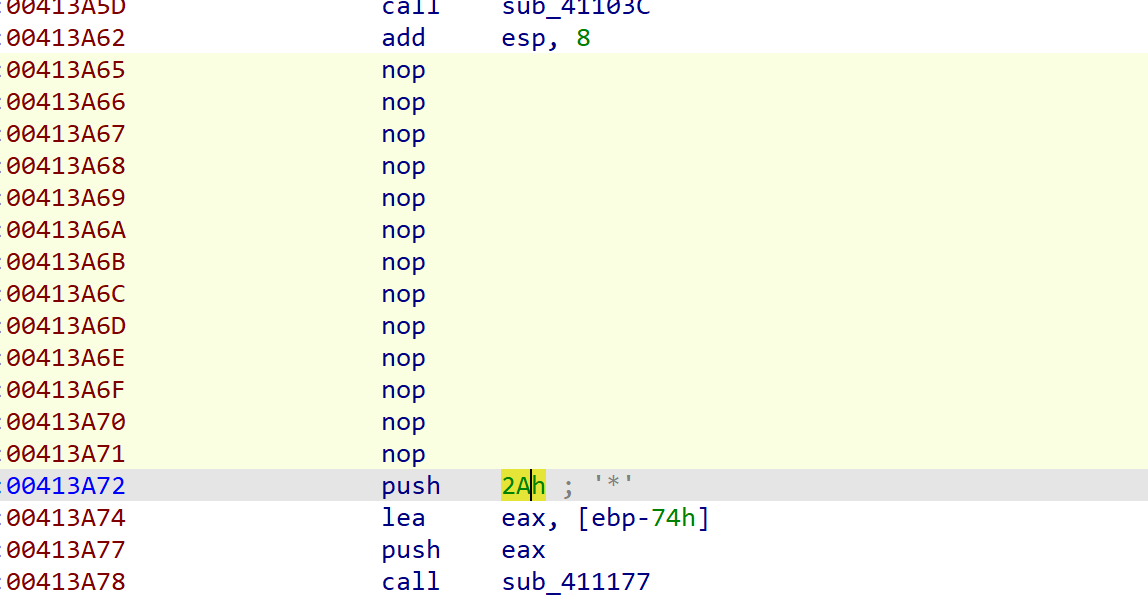 :00413A5D call sub_41103C
:00413A62 add esp, 8
:00413A65 nop
:00413A66 nop
:00413A67 nop
:00413A68 nop
:00413A69 nop
:00413A6A nop
:00413A6B nop
:00413A6C nop
:00413A6D nop
:00413A6E nop
:00413A6F nop
:00413A70 nop
:00413A71 nop
:00413A72 push 2Ah ; '*'
:00413A74 lea eax, [ebp-74h]
:00413A77 push eax
:00413A78 call sub_411177